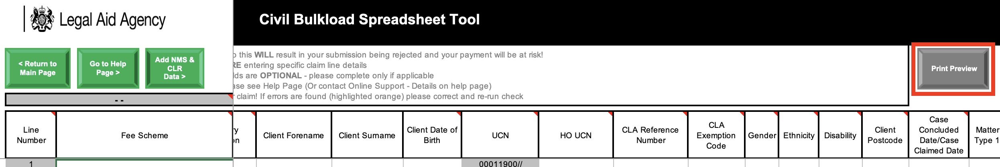 Legal Aid Agency
Civil Bulkload Spreadsheet Tool
< Return to
Main Page
Go to Help
Page >
Add NMS &
CLR
Data >
this WILL result in your submission being rejected and your payment will be at risk!
entering specific claim line details
are OPTIONAL - please complete only if applicable
see Help Page (Or contact Online Support - Details on help page)
claim! If errors are found (highlighted orange) please correct and re-run check
Print Preview
- -
Line
Number
Fee Scheme
Client Forename
Client Surname
Client Date of
Birth
UCN
HO UCN
CLA Reference
Number
CLA
Exemption
Code
Gender
Ethnicity
Disability
Client
Postcode
Case
Concluded
Date/Case
Claimed Date
Matter
Type 1
1
00011900//